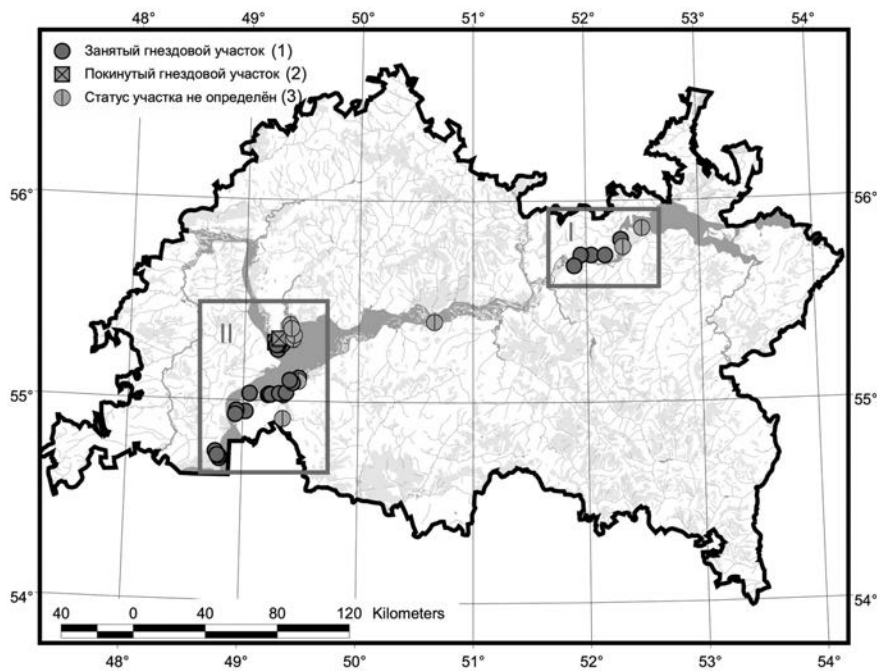 48° 49° 50° 51° 52° 53° 54°
Занятый гнездовой участок (1)
Покинутый гнездовой участок (2)
Статус участка не определён (3)
56° 56°
I
II
55° 55°
54° 54°
40 0 40 80 120 Kilometers
48° 49° 50° 51° 52° 53° 54°